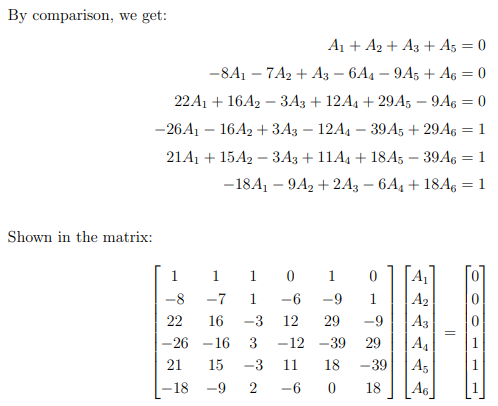 By comparison, we get:
A₁ + A₂ + A₃ + A₅ = 0
−8A₁ − 7A₂ + A₃ − 6A₄ − 9A₅ + A₆ = 0
22A₁ + 16A₂ − 3A₃ + 12A₄ + 29A₅ − 9A₆ = 0
−26A₁ − 16A₂ + 3A₃ − 12A₄ − 39A₅ + 29A₆ = 1
21A₁ + 15A₂ − 3A₃ + 11A₄ + 18A₅ − 39A₆ = 1
−18A₁ − 9A₂ + 2A₃ − 6A₄ + 18A₆ = 1
Shown in the matrix:
[1 1 1 0 1 0] [A₁] [0]
[−8 −7 1 −6 −9 1] [A₂] [0]
[22 16 −3 12 29 −9] [A₃] [0]
[−26 −16 3 −12 −39 29] [A₄] = [1]
[21 15 −3 11 18 −39] [A₅] [1]
[−18 −9 2 −6 0 18] [A₆] [1]